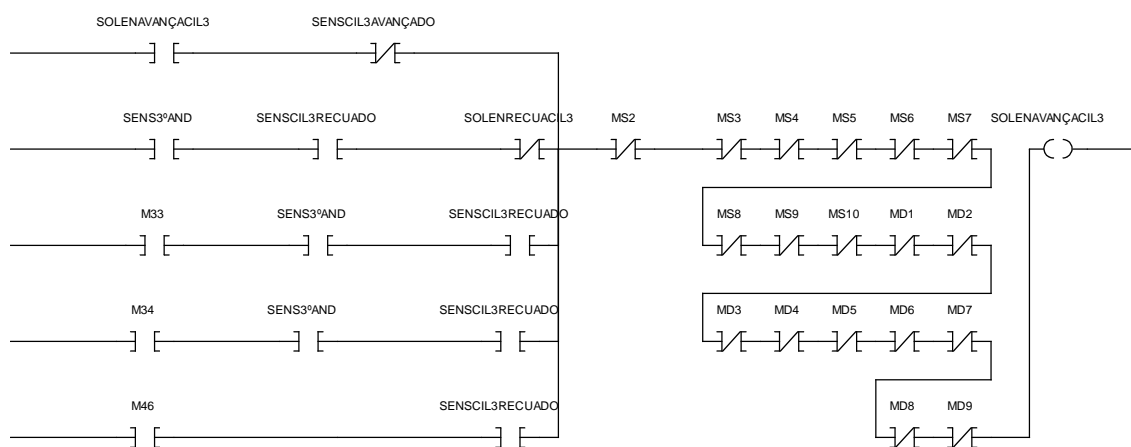 SOLENAVANÇACIL3 SENSCIL3AVANÇADO
SENS3ºAND SENSCIL3RECUADO SOLENRECUACIL3 MS2 MS3 MS4 MS5 MS6 MS7 SOLENAVANÇACIL3
M33 SENS3ºAND SENSCIL3RECUADO MS8 MS9 MS10 MD1 MD2
M34 SENS3ºAND SENSCIL3RECUADO MD3 MD4 MD5 MD6 MD7
M46 SENSCIL3RECUADO MD8 MD9